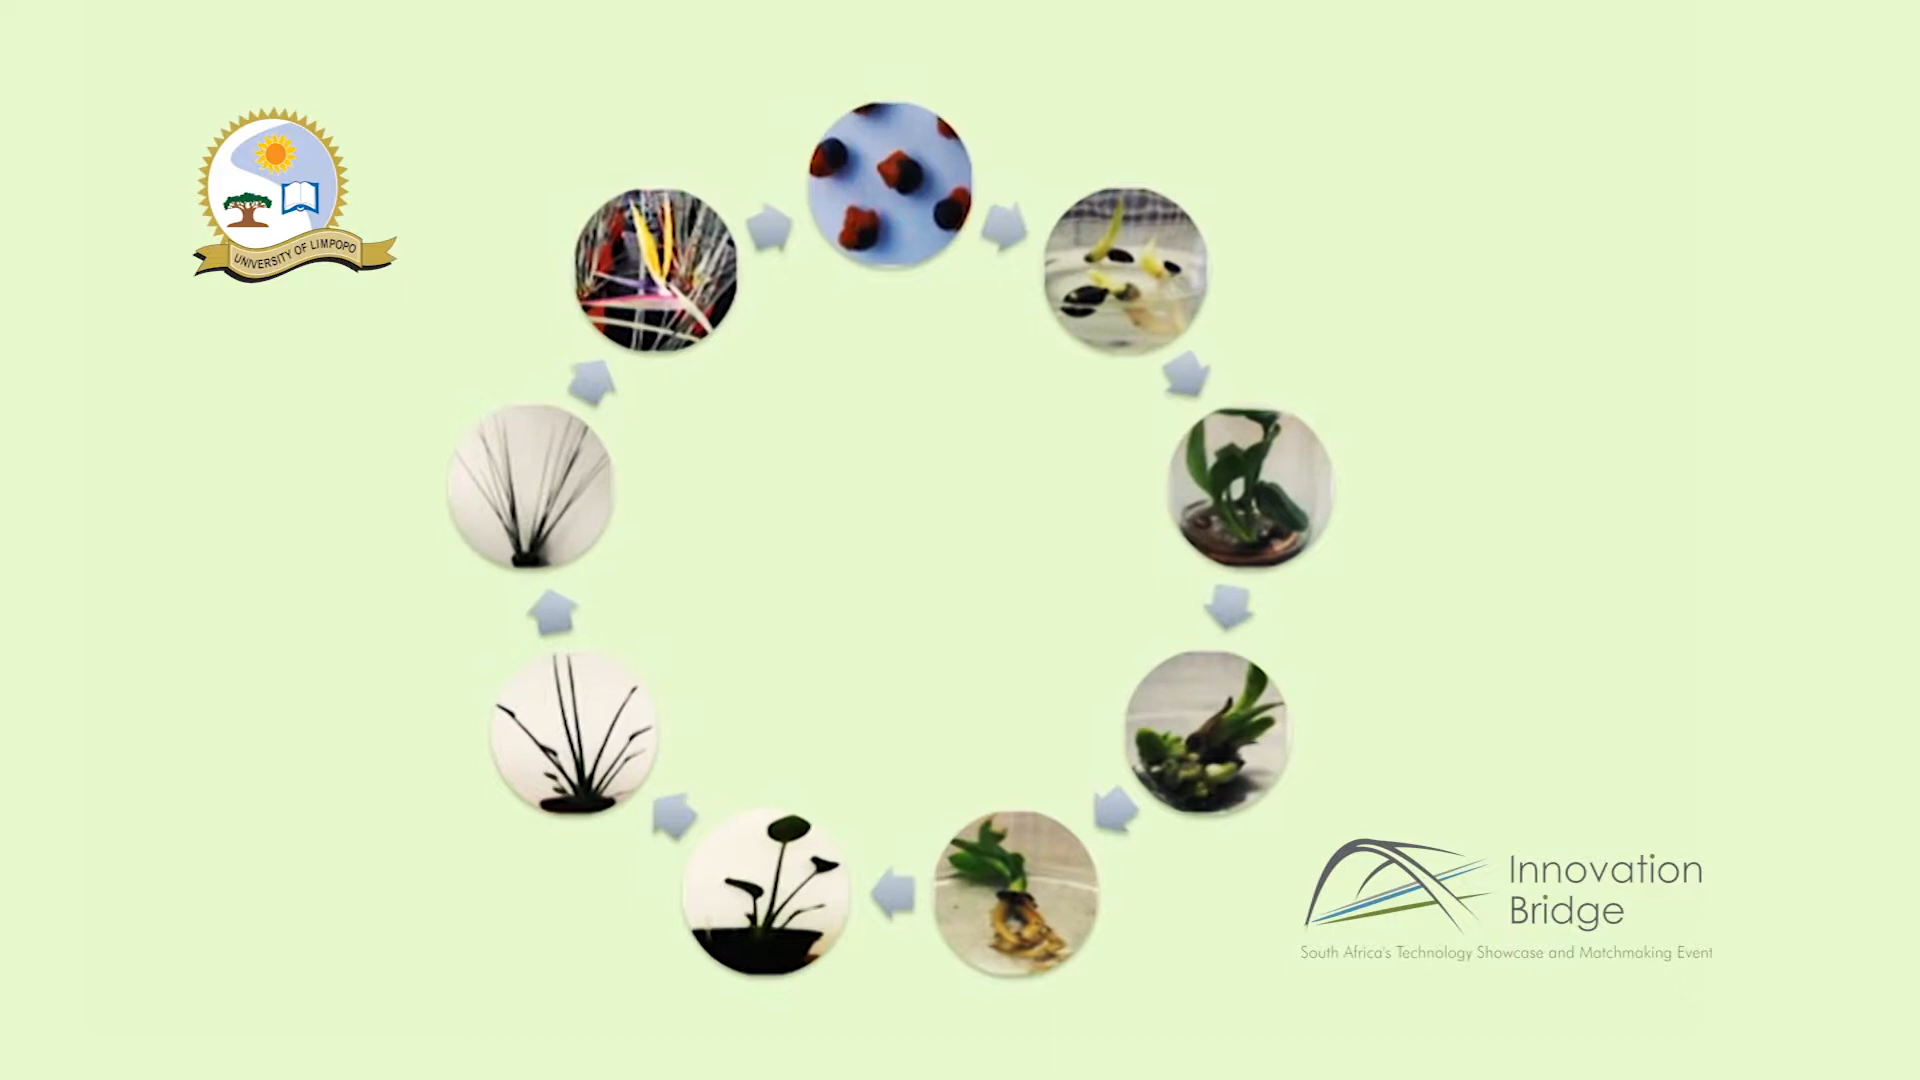 UNIVERSITY OF LIMPOPO
Innovation
Bridge
South Africa's Technology Showcase and Matchmaking Event